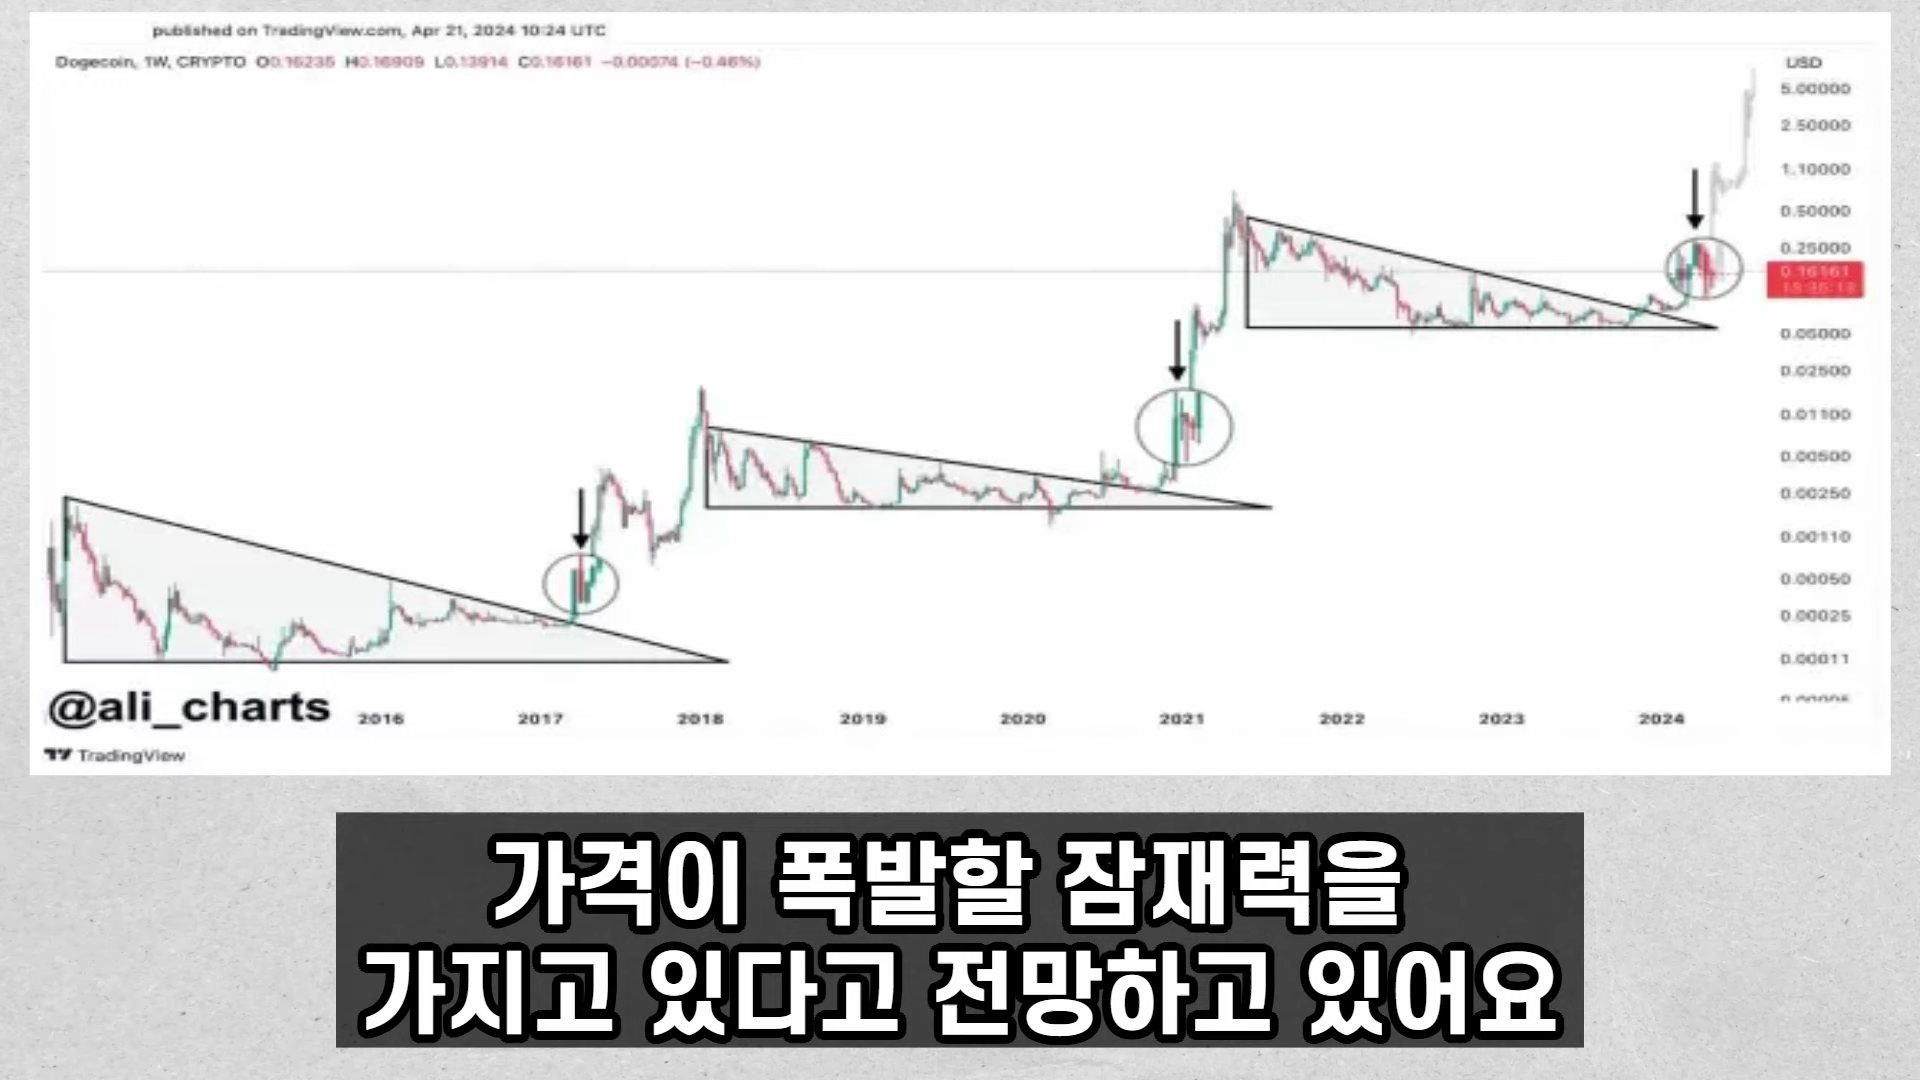 published on TradingView.com, Apr 21, 2024 10:24 UTC
Dogecoin, 1W, CRYPTO O0.16235 H0.16909 L0.13914 C0.16161 −0.00074 (−0.46%)
USD
5.00000
2.50000
1.10000
0.50000
0.25000
0.16161
0.05000
0.02500
0.01100
0.00500
0.00250
0.00110
0.00050
0.00025
0.00011
@ali_charts
2016 2017 2018 2019 2020 2021 2022 2023 2024
TradingView
가격이 폭발할 잠재력을
가지고 있다고 전망하고 있어요